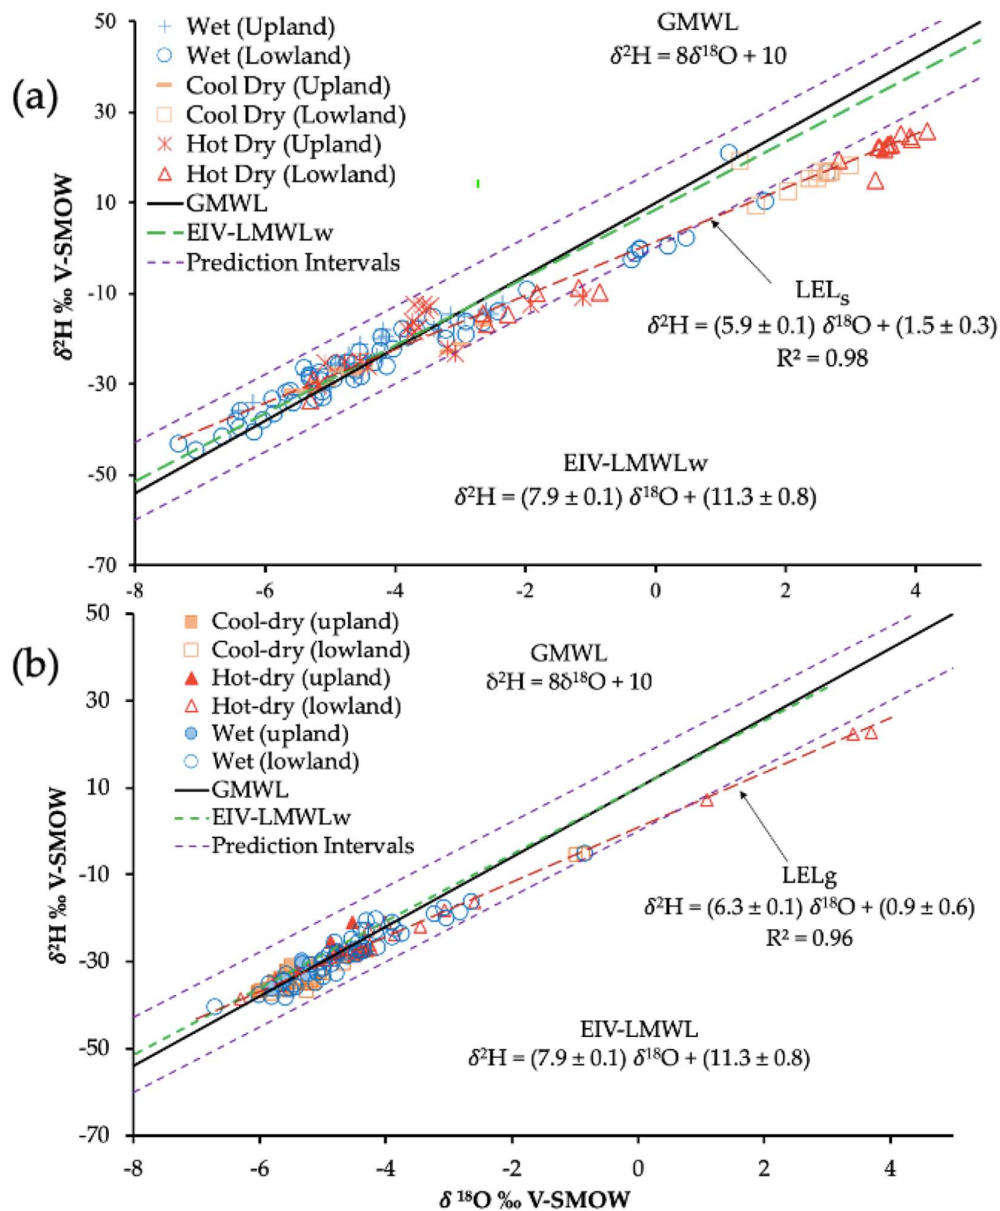 (a)
Wet (Upland)
Wet (Lowland)
Cool Dry (Upland)
Cool Dry (Lowland)
Hot Dry (Upland)
Hot Dry (Lowland)
GMWL
EIV-LMWLw
Prediction Intervals
GMWL
δ²H = 8δ¹⁸O + 10
LELs
δ²H = (5.9 ± 0.1) δ¹⁸O + (1.5 ± 0.3)
R² = 0.98
EIV-LMWLw
δ²H = (7.9 ± 0.1) δ¹⁸O + (11.3 ± 0.8)
δ²H ‰ V-SMOW
50
30
10
-10
-30
-50
-70
-8 -6 -4 -2 0 2 4
(b)
Cool-dry (upland)
Cool-dry (lowland)
Hot-dry (upland)
Hot-dry (lowland)
Wet (upland)
Wet (lowland)
GMWL
EIV-LMWLw
Prediction Intervals
GMWL
δ²H = 8δ¹⁸O + 10
LELg
δ²H = (6.3 ± 0.1) δ¹⁸O + (0.9 ± 0.6)
R² = 0.96
EIV-LMWL
δ²H = (7.9 ± 0.1) δ¹⁸O + (11.3 ± 0.8)
δ²H ‰ V-SMOW
50
30
10
-10
-30
-50
-70
-8 -6 -4 -2 0 2 4
δ ¹⁸O ‰ V-SMOW